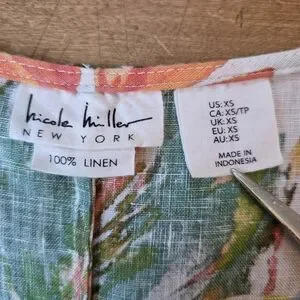 nicole miller
NEW YORK
100% LINEN
US: XS
CA: XS/TP
UK: XS
EU: XS
AU: XS
MADE IN
INDONESIA